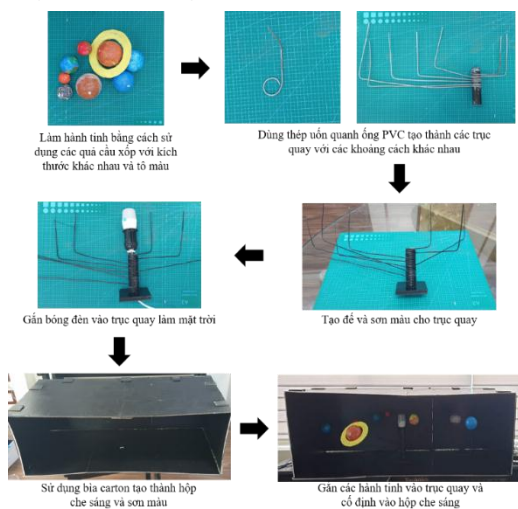 Làm hành tinh bằng cách sử
dụng các quả cầu xốp với kích
thước khác nhau và tô màu
Dùng thép uốn quanh ống PVC tạo thành các trục
quay với các khoảng cách khác nhau
Gắn bóng đèn vào trục quay làm mặt trời
Tạo đế và sơn màu cho trục quay
Sử dụng bìa carton tạo thành hộp
che sáng và sơn màu
Gắn các hành tinh vào trục quay và
cố định vào hộp che sáng